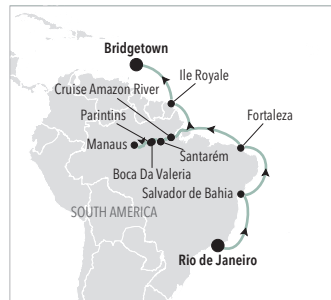 Bridgetown
Ile Royale
Cruise Amazon River
Parintins
Fortaleza
Manaus
Santarém
Boca Da Valeria
Salvador de Bahia
SOUTH AMERICA
Rio de Janeiro